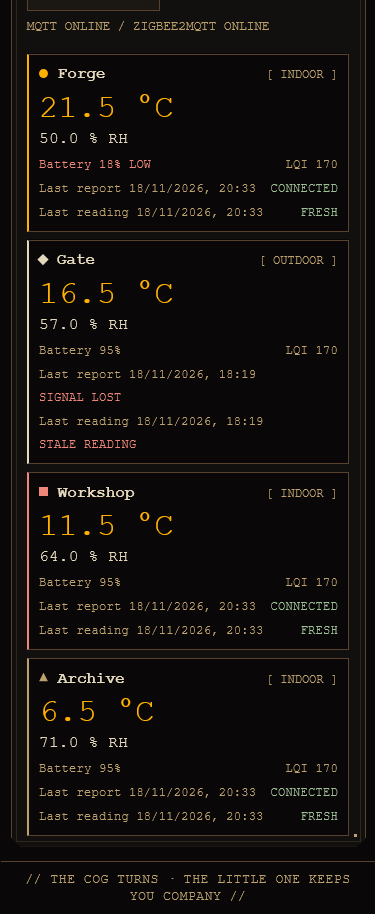 MQTT ONLINE / ZIGBEE2MQTT ONLINE
Forge [ INDOOR ]
21.5 °C
50.0 % RH
Battery 18% LOW LQI 170
Last report 18/11/2026, 20:33 CONNECTED
Last reading 18/11/2026, 20:33 FRESH
Gate [ OUTDOOR ]
16.5 °C
57.0 % RH
Battery 95% LQI 170
Last report 18/11/2026, 18:19
SIGNAL LOST
Last reading 18/11/2026, 18:19
STALE READING
Workshop [ INDOOR ]
11.5 °C
64.0 % RH
Battery 95% LQI 170
Last report 18/11/2026, 20:33 CONNECTED
Last reading 18/11/2026, 20:33 FRESH
Archive [ INDOOR ]
6.5 °C
71.0 % RH
Battery 95% LQI 170
Last report 18/11/2026, 20:33 CONNECTED
Last reading 18/11/2026, 20:33 FRESH
// THE COG TURNS · THE LITTLE ONE KEEPS
YOU COMPANY //